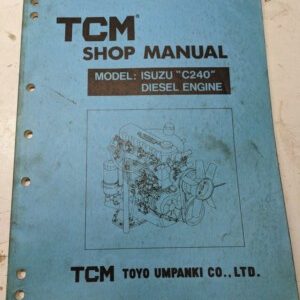 TCM
SHOP MANUAL
MODEL: ISUZU "C240"
DIESEL ENGINE
TCM TOYO UMPANKI CO., LTD.